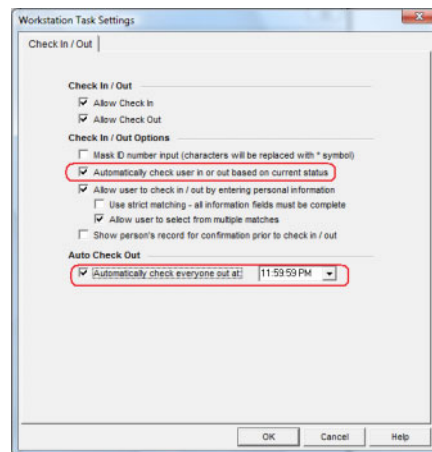 Workstation Task Settings
Check In / Out
Check In / Out
Allow Check In
Allow Check Out
Check In / Out Options
Mask ID number input (characters will be replaced with * symbol)
Automatically check user in or out based on current status
Allow user to check in / out by entering personal information
Use strict matching - all information fields must be complete
Allow user to select from multiple matches
Show person's record for confirmation prior to check in / out
Auto Check Out
Automatically check everyone out at: 11:59:59 PM
OK Cancel Help